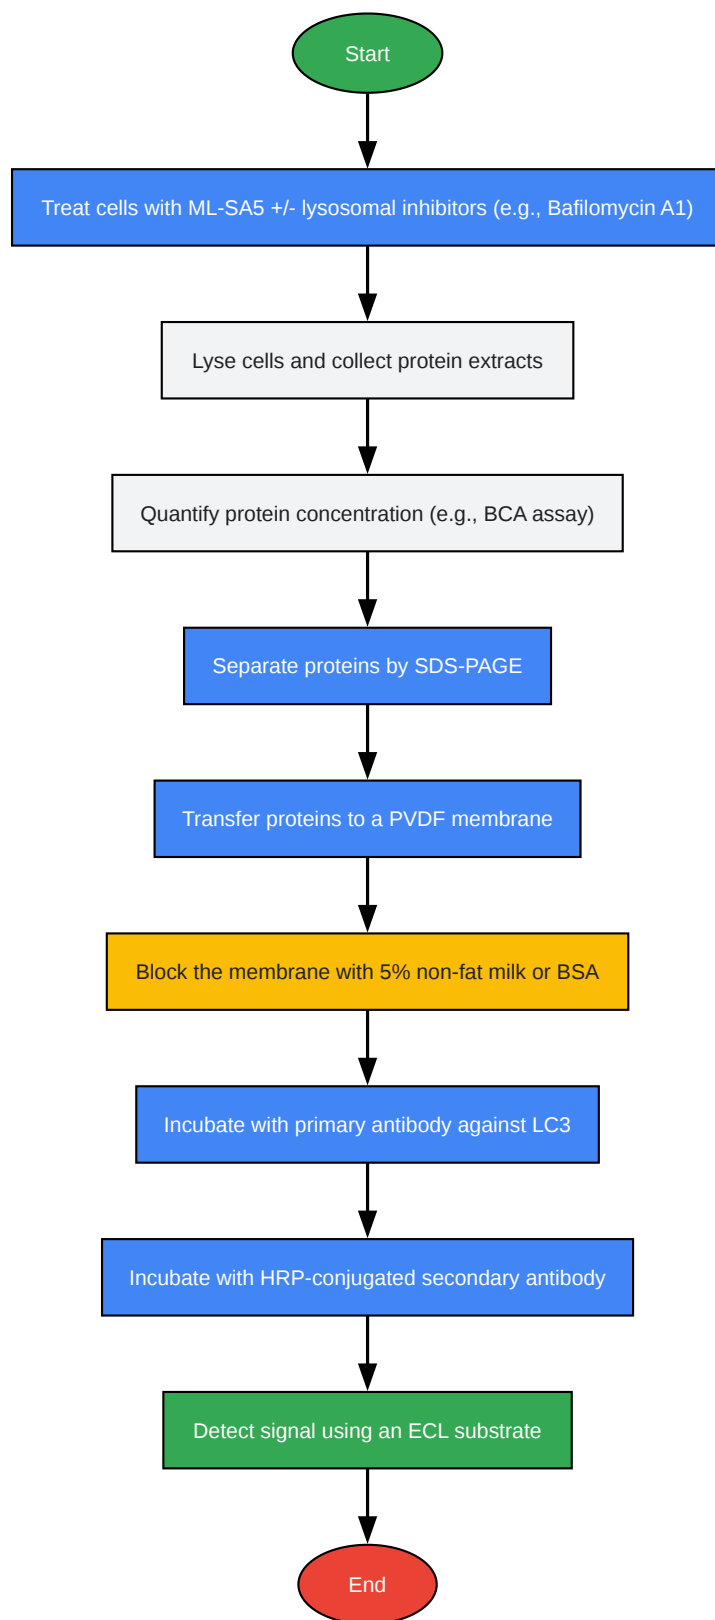 Start
Treat cells with ML-SA5 +/- lysosomal inhibitors (e.g., Bafilomycin A1)
Lyse cells and collect protein extracts
Quantify protein concentration (e.g., BCA assay)
Separate proteins by SDS-PAGE
Transfer proteins to a PVDF membrane
Block the membrane with 5% non-fat milk or BSA
Incubate with primary antibody against LC3
Incubate with HRP-conjugated secondary antibody
Detect signal using an ECL substrate
End